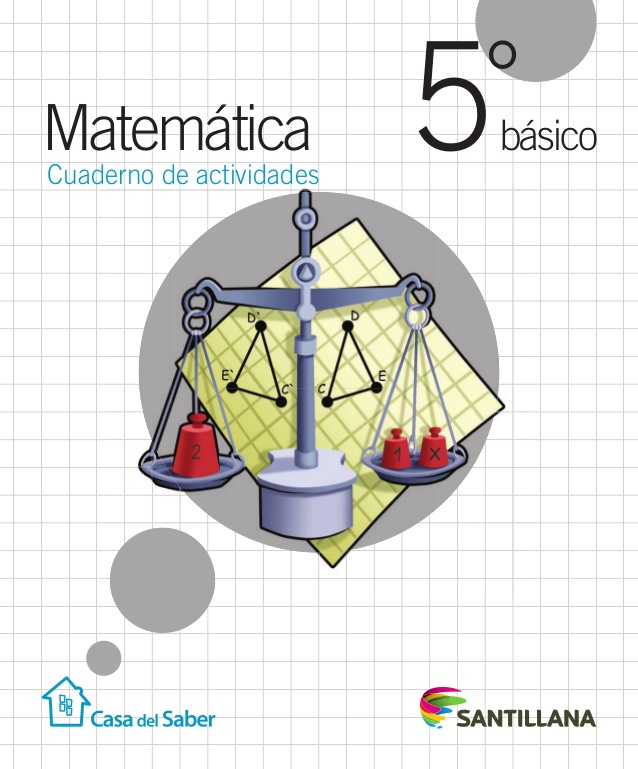 5°
básico
Matemática
Cuaderno de actividades
D` D
E` C` C E
2 1 X
Casa del Saber
SANTILLANA